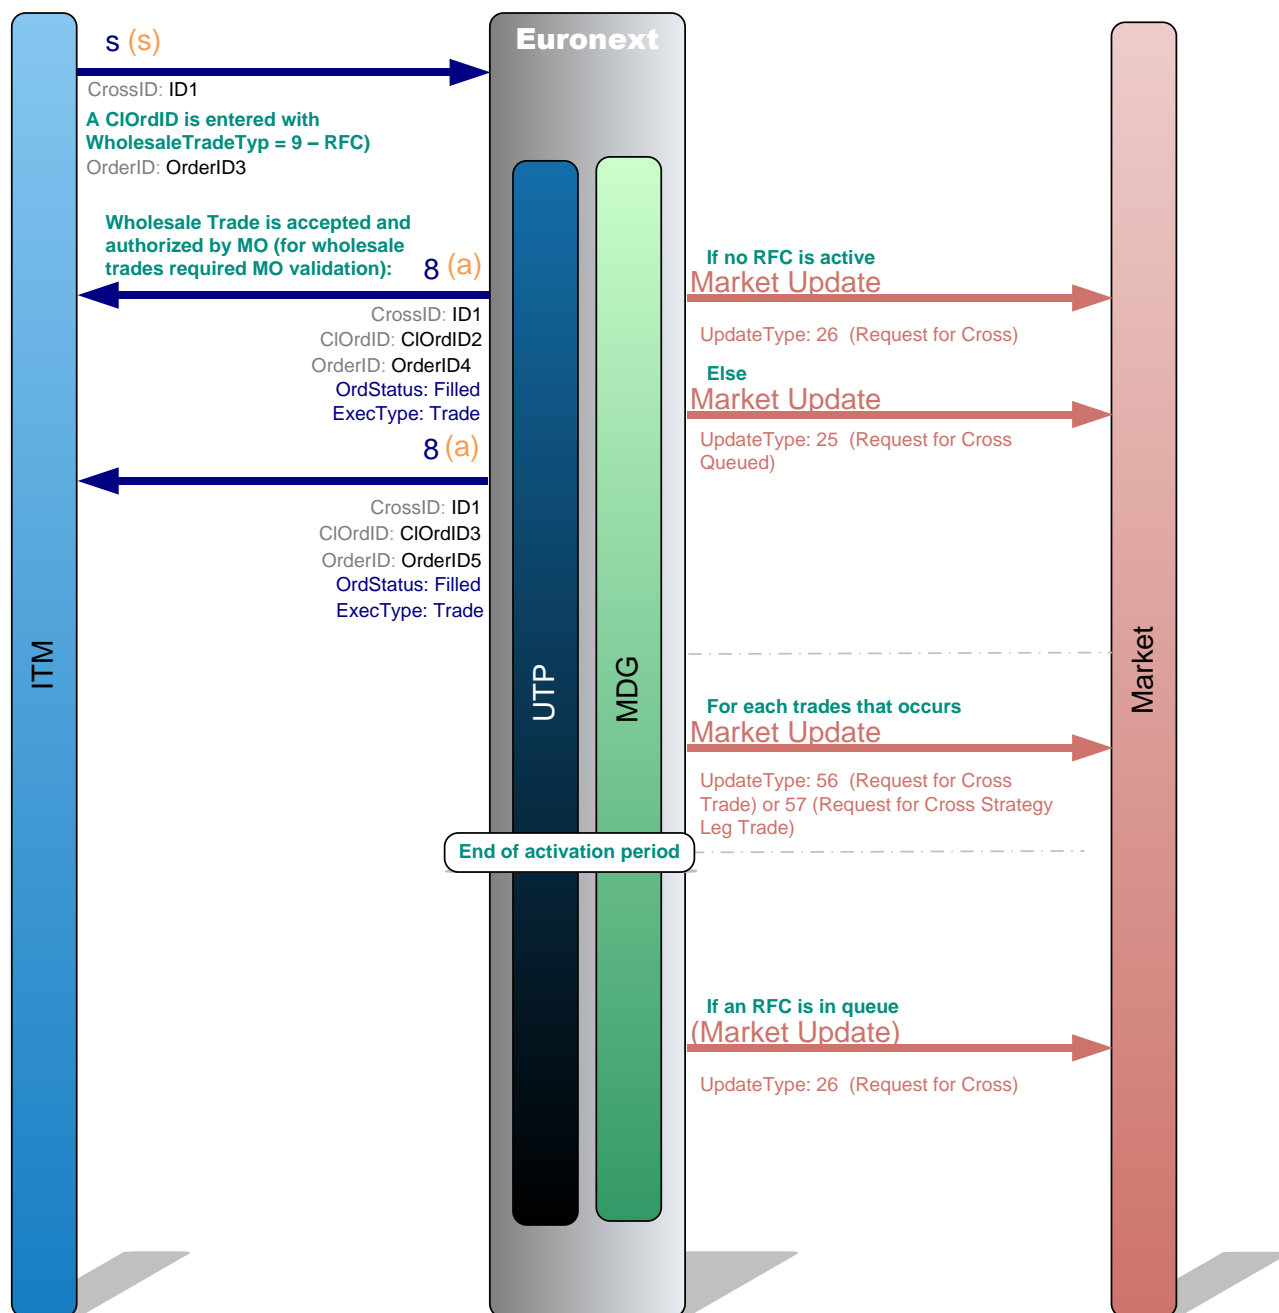 Euronext
s (s)
CrossID: ID1
A ClOrdID is entered with
WholesaleTradeTyp = 9 – RFC)
OrderID: OrderID3
Wholesale Trade is accepted and
authorized by MO (for wholesale
trades required MO validation):
8 (a)
CrossID: ID1
ClOrdID: ClOrdID2
OrderID: OrderID4
OrdStatus: Filled
ExecType: Trade
8 (a)
CrossID: ID1
ClOrdID: ClOrdID3
OrderID: OrderID5
OrdStatus: Filled
ExecType: Trade
If no RFC is active
Market Update
UpdateType: 26 (Request for Cross)
Else
Market Update
UpdateType: 25 (Request for Cross
Queued)
ITM
UTP
MDG
Market
For each trades that occurs
Market Update
UpdateType: 56 (Request for Cross
Trade) or 57 (Request for Cross Strategy
Leg Trade)
End of activation period
If an RFC is in queue
(Market Update)
UpdateType: 26 (Request for Cross)